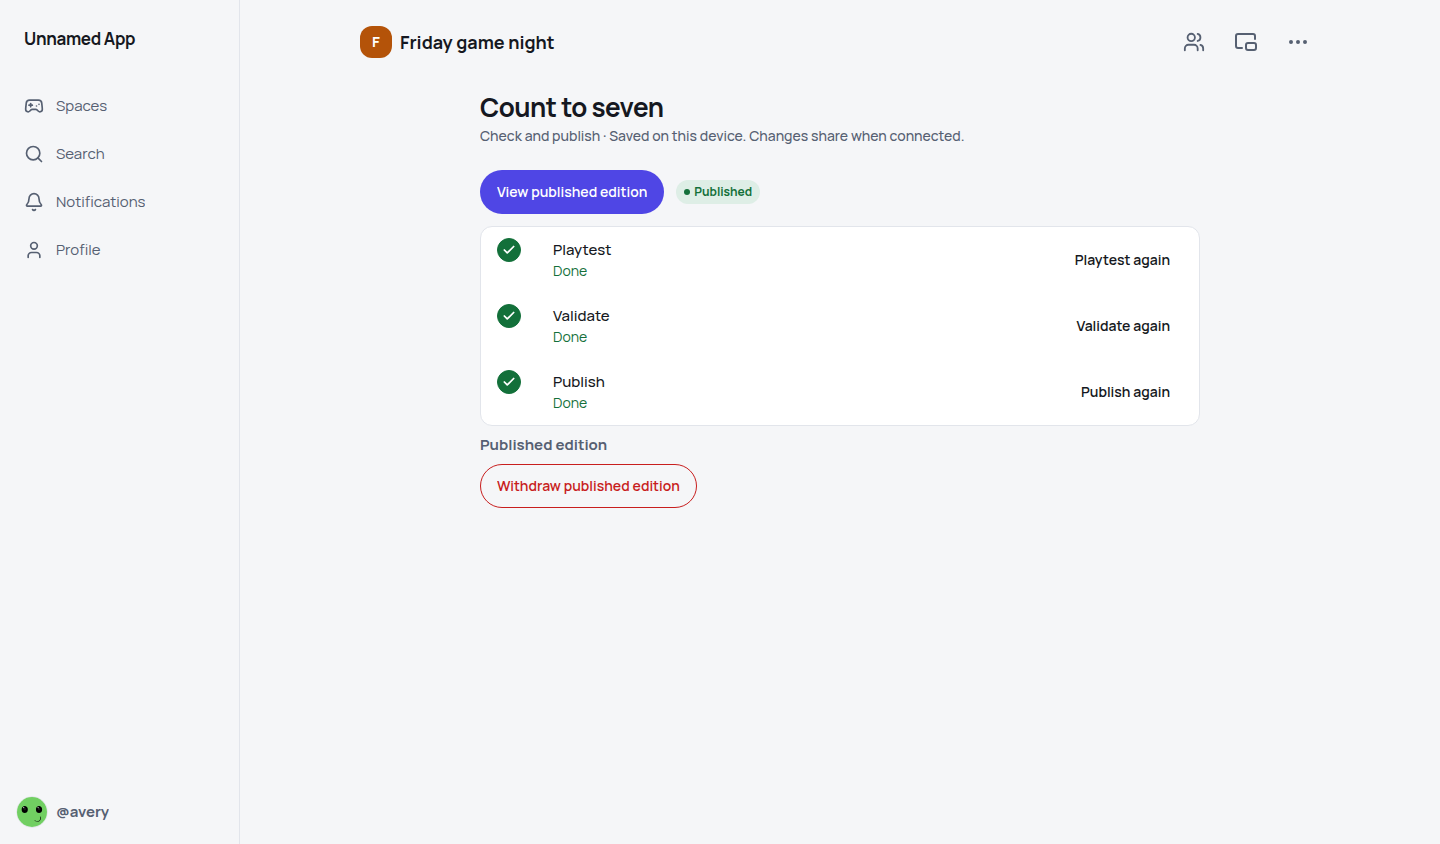 Unnamed App
Spaces
Search
Notifications
Profile
@avery
F Friday game night
Count to seven
Check and publish · Saved on this device. Changes share when connected.
View published edition
Published
Playtest
Done
Playtest again
Validate
Done
Validate again
Publish
Done
Publish again
Published edition
Withdraw published edition